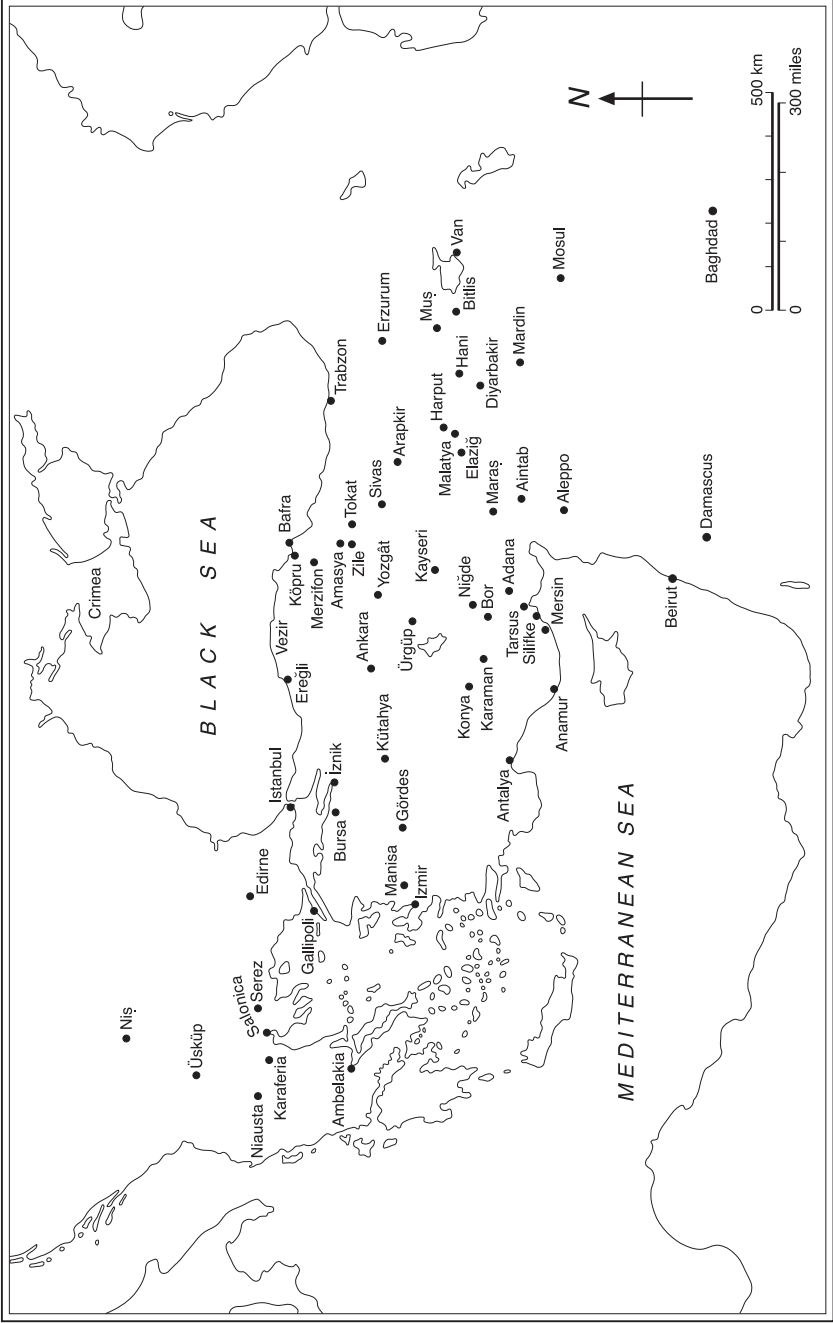 Crimea
BLACK SEA
MEDITERRANEAN SEA
N
Niş
Üsküp
Niausta
Karaferia
Salonica
Serez
Ambelakia
Edirne
Gallipoli
Istanbul
Bursa
İznik
Manisa
Izmir
Gördes
Kütahya
Ereğli
Vezir
Köpru
Bafra
Merzifon
Amasya
Zile
Tokat
Trabzon
Ankara
Yozgât
Sivas
Arapkir
Erzurum
Ürgüp
Kayseri
Harput
Malatya
Elaziğ
Muş
Hani
Bitlis
Van
Diyarbakir
Mardin
Mosul
Konya
Karaman
Niğde
Bor
Adana
Tarsus
Silifke
Mersin
Anamur
Antalya
Maraş
Aintab
Aleppo
Beirut
Damascus
Baghdad
0 500 km
0 300 miles